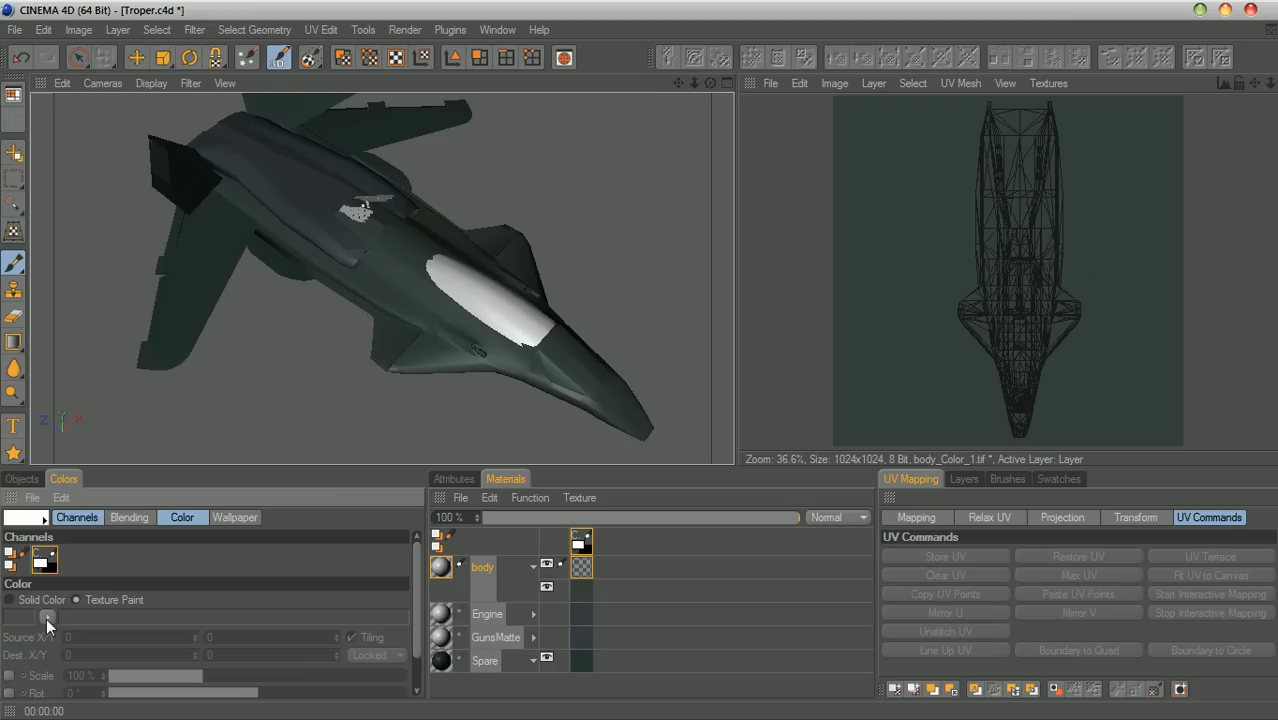 CINEMA 4D (64 Bit) - [Troper.c4d *]
File Edit Image Layer Filter Select Select Geometry UV Edit Tools Render Plugins Window Help
Edit Cameras Display Filter View
File Edit Image Layer Select UV Mesh View Textures
3D
Z Y X
Zoom: 36.6%, Size: 1024x1024, 8 Bit, body_Color_1.tif *, Active Layer: Layer
Objects Colors
Attributes Materials
UV Mapping Layers Brushes Swatches
File Edit
File Edit Function Texture
Channels Blending Color Wallpaper
100 % Normal
Mapping Relax UV Projection Transform UV Commands
Channels
UV Commands
C..
C..
Store UV Restore UV UV Terrace
body
Clear UV Max UV Fit UV to Canvas
Color
Copy UV Points Paste UV Points Start Interactive Mapping
Solid Color Texture Paint
Engine
Mirror U Mirror V Stop Interactive Mapping
Source X/Y 0 0 Tiling
GunsMatte
Unstitch UV
Dest. X/Y 0 0 Locked
Spare
Line Up UV Boundary to Quad Boundary to Circle
Scale 100 %
Rot. 0 °
00:00:00